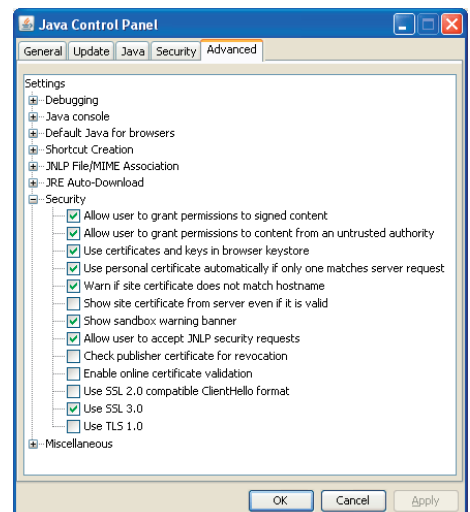 Java Control Panel
General Update Java Security Advanced
Settings
Debugging
Java console
Default Java for browsers
Shortcut Creation
JNLP File/MIME Association
JRE Auto-Download
Security
Allow user to grant permissions to signed content
Allow user to grant permissions to content from an untrusted authority
Use certificates and keys in browser keystore
Use personal certificate automatically if only one matches server request
Warn if site certificate does not match hostname
Show site certificate from server even if it is valid
Show sandbox warning banner
Allow user to accept JNLP security requests
Check publisher certificate for revocation
Enable online certificate validation
Use SSL 2.0 compatible ClientHello format
Use SSL 3.0
Use TLS 1.0
Miscellaneous
OK Cancel Apply